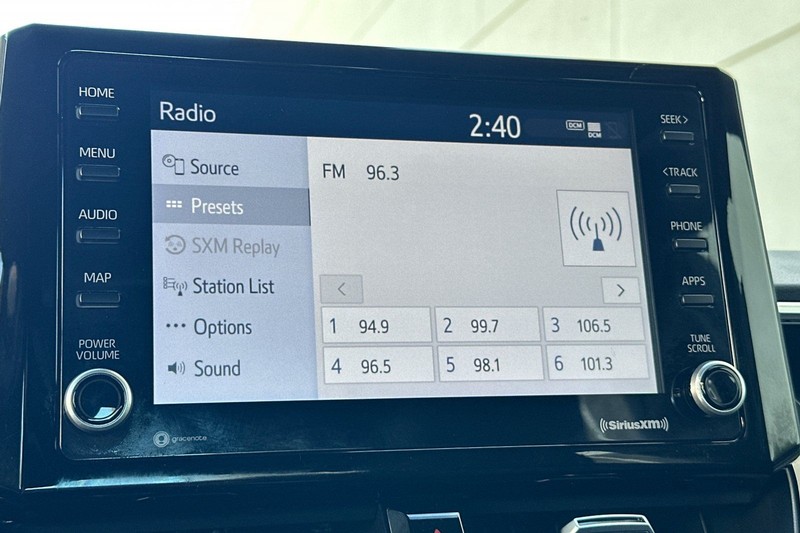 HOME
MENU
AUDIO
MAP
POWER
VOLUME
Radio
2:40
DCM
DCM
Source
Presets
SXM Replay
Station List
Options
Sound
FM 96.3
< >
1 94.9 2 99.7 3 106.5
4 96.5 5 98.1 6 101.3
SEEK >
< TRACK
PHONE
APPS
TUNE
SCROLL
gracenote
((SiriusXM))